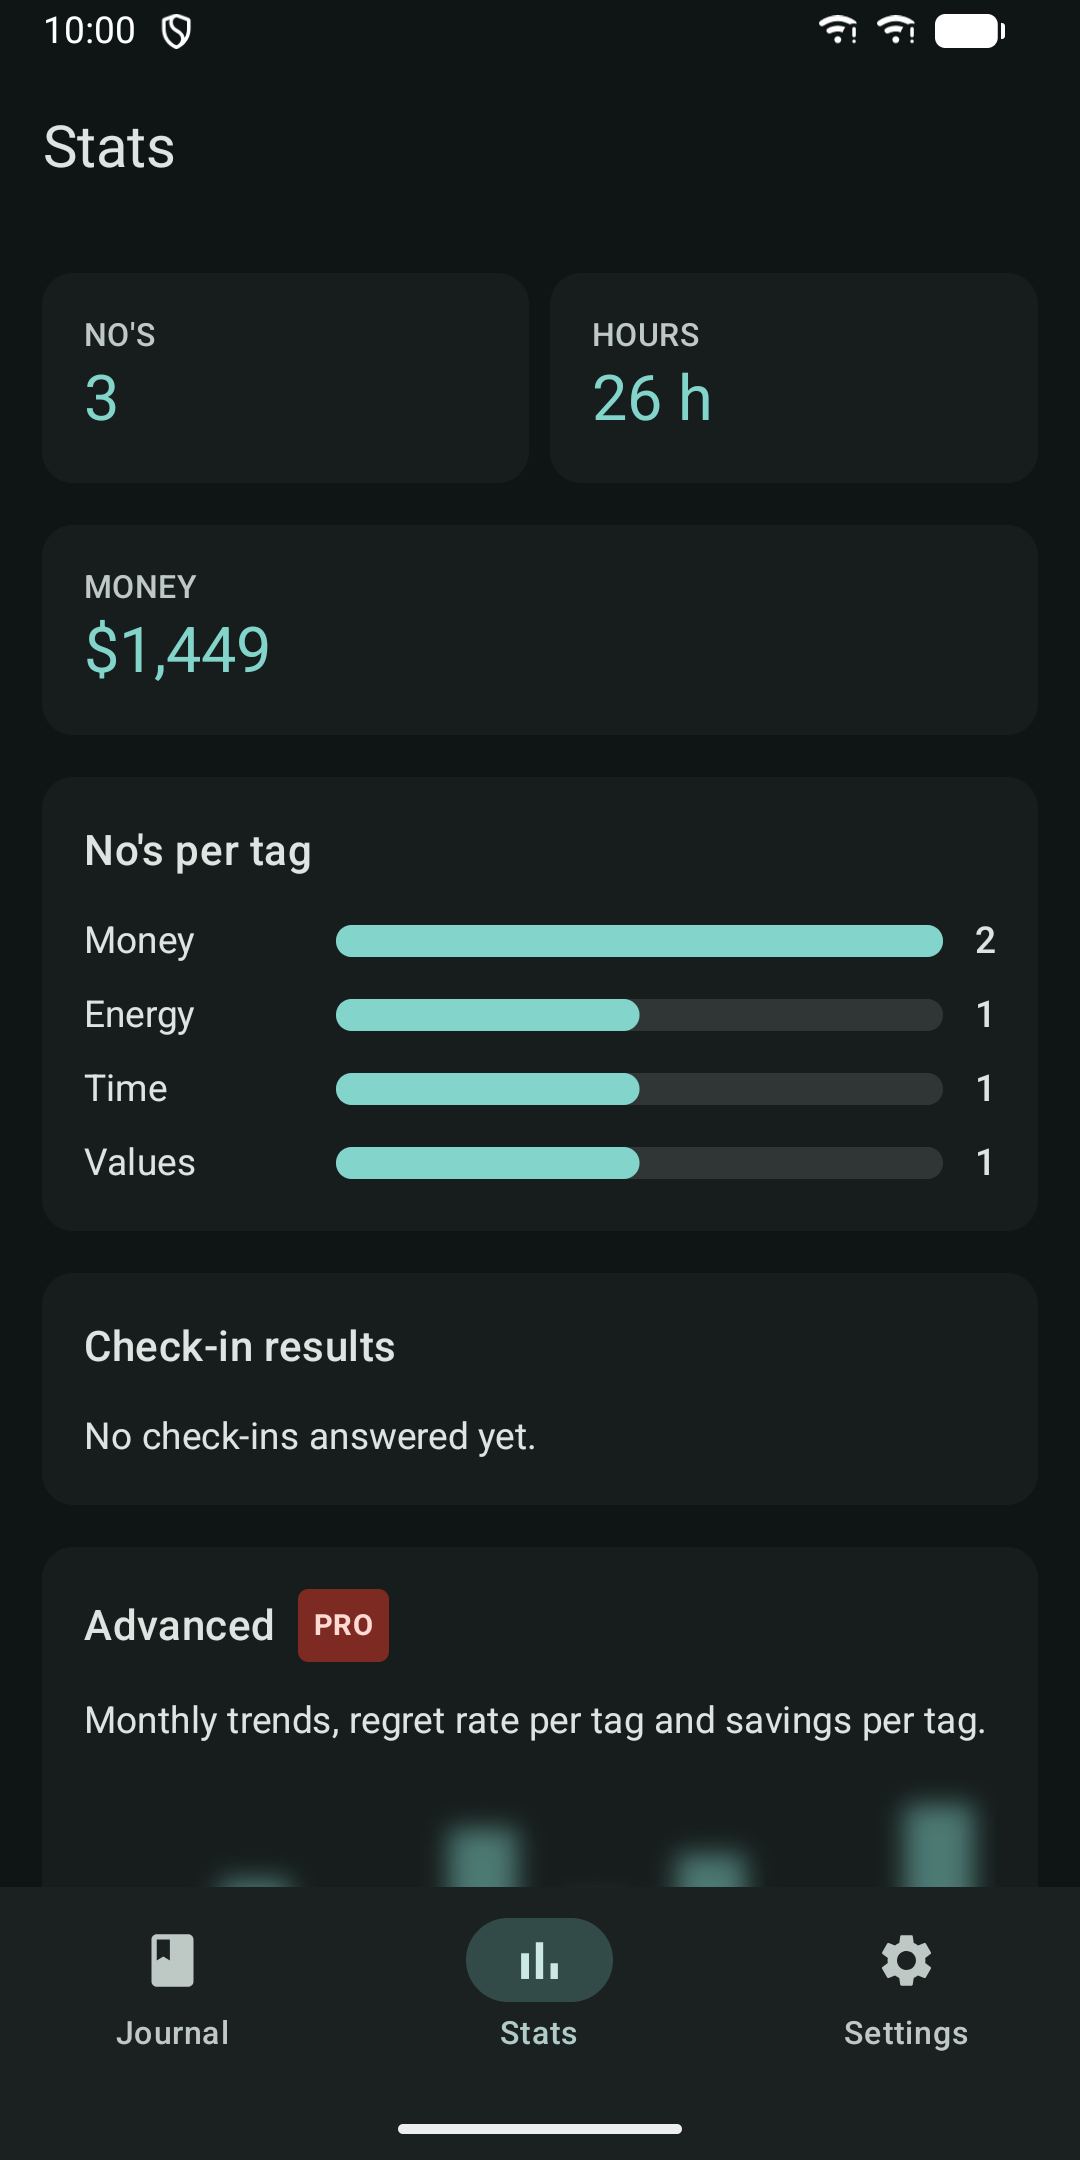 10:00
Stats
NO'S
3
HOURS
26 h
MONEY
$1,449
No's per tag
Money 2
Energy 1
Time 1
Values 1
Check-in results
No check-ins answered yet.
Advanced PRO
Monthly trends, regret rate per tag and savings per tag.
Journal
Stats
Settings